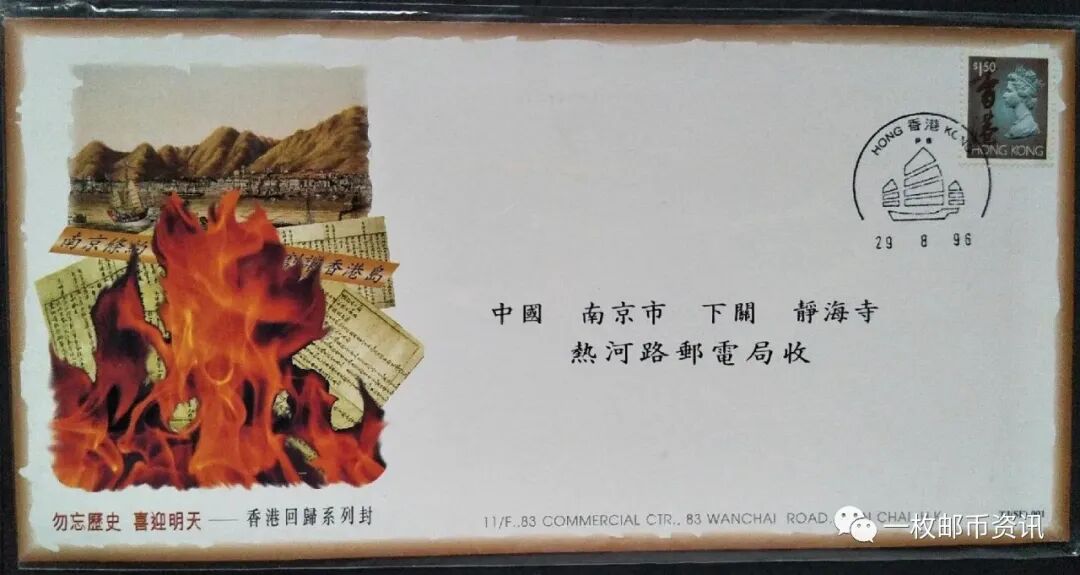 $1.50
香港
HONG KONG
HONG 香港 KONG
29 8 96
南京條約
割讓香港島
中國 南京市 下關 靜海寺
熱河路郵電局收
勿忘歷史 喜迎明天——香港回歸系列封
11/F.,83 COMMERCIAL CTR., 83 WANCHAI ROAD,
一枚邮币资讯